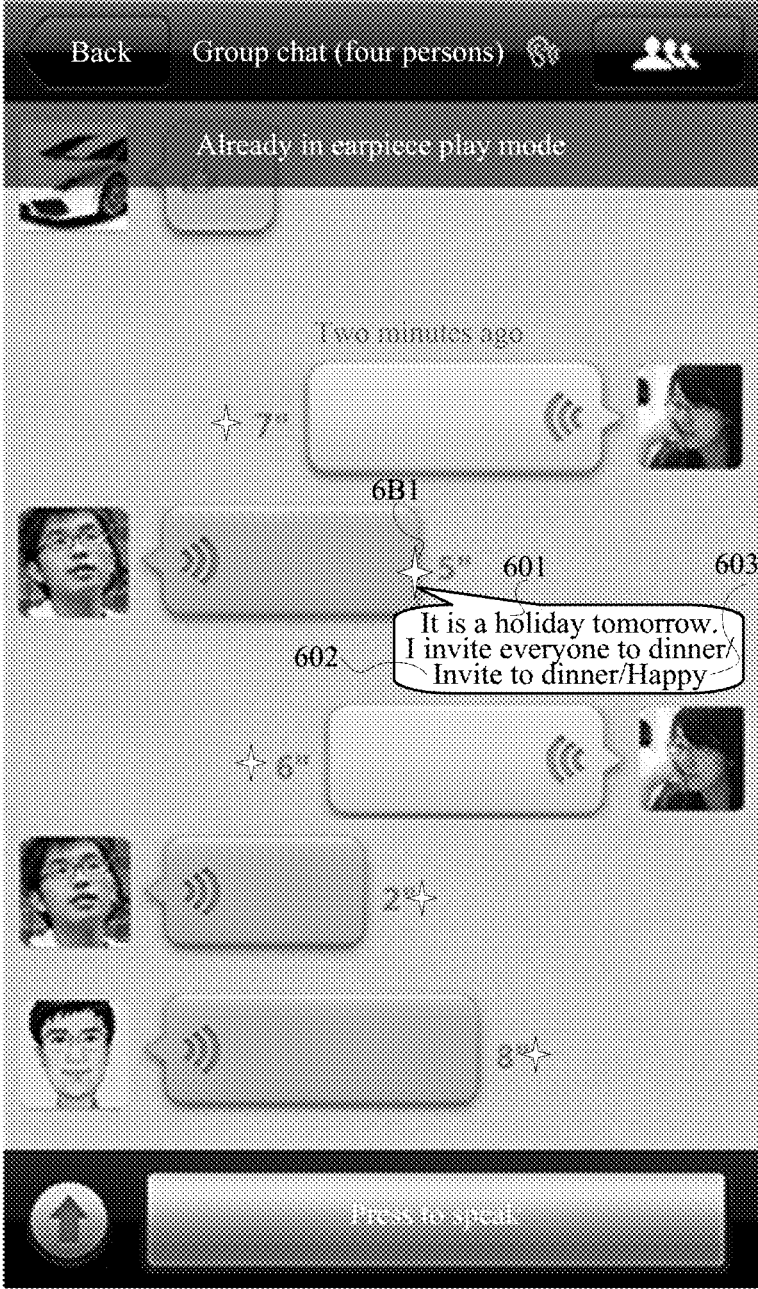 Back
Group chat (four persons)
Already in earpiece play mode
Two minutes ago
7"
6B1
5"
601
603
It is a holiday tomorrow.
I invite everyone to dinner/
602
Invite to dinner/Happy
6"
2"
8"
Press to speak